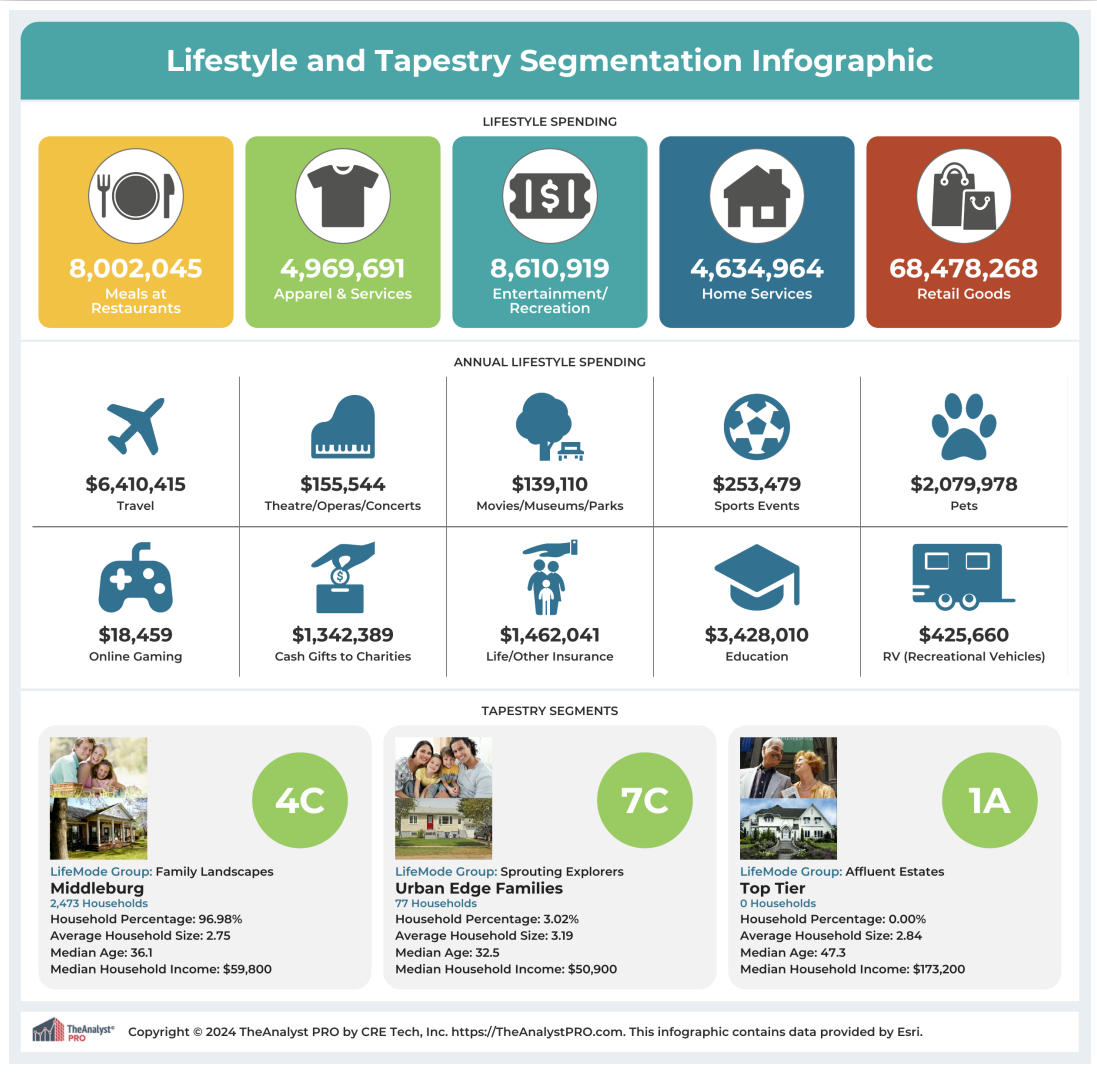 Lifestyle and Tapestry Segmentation Infographic
LIFESTYLE SPENDING
8,002,045
Meals at
Restaurants
4,969,691
Apparel & Services
8,610,919
Entertainment/
Recreation
4,634,964
Home Services
68,478,268
Retail Goods
ANNUAL LIFESTYLE SPENDING
$6,410,415
Travel
$155,544
Theatre/Operas/Concerts
$139,110
Movies/Museums/Parks
$253,479
Sports Events
$2,079,978
Pets
$18,459
Online Gaming
$
$1,342,389
Cash Gifts to Charities
$1,462,041
Life/Other Insurance
$3,428,010
Education
$425,660
RV (Recreational Vehicles)
TAPESTRY SEGMENTS
4C
LifeMode Group: Family Landscapes
Middleburg
2,473 Households
Household Percentage: 96.98%
Average Household Size: 2.75
Median Age: 36.1
Median Household Income: $59,800
7C
LifeMode Group: Sprouting Explorers
Urban Edge Families
77 Households
Household Percentage: 3.02%
Average Household Size: 3.19
Median Age: 32.5
Median Household Income: $50,900
1A
LifeMode Group: Affluent Estates
Top Tier
0 Households
Household Percentage: 0.00%
Average Household Size: 2.84
Median Age: 47.3
Median Household Income: $173,200
TheAnalyst®
PRO
Copyright © 2024 TheAnalyst PRO by CRE Tech, Inc. https://TheAnalystPRO.com. This infographic contains data provided by Esri.